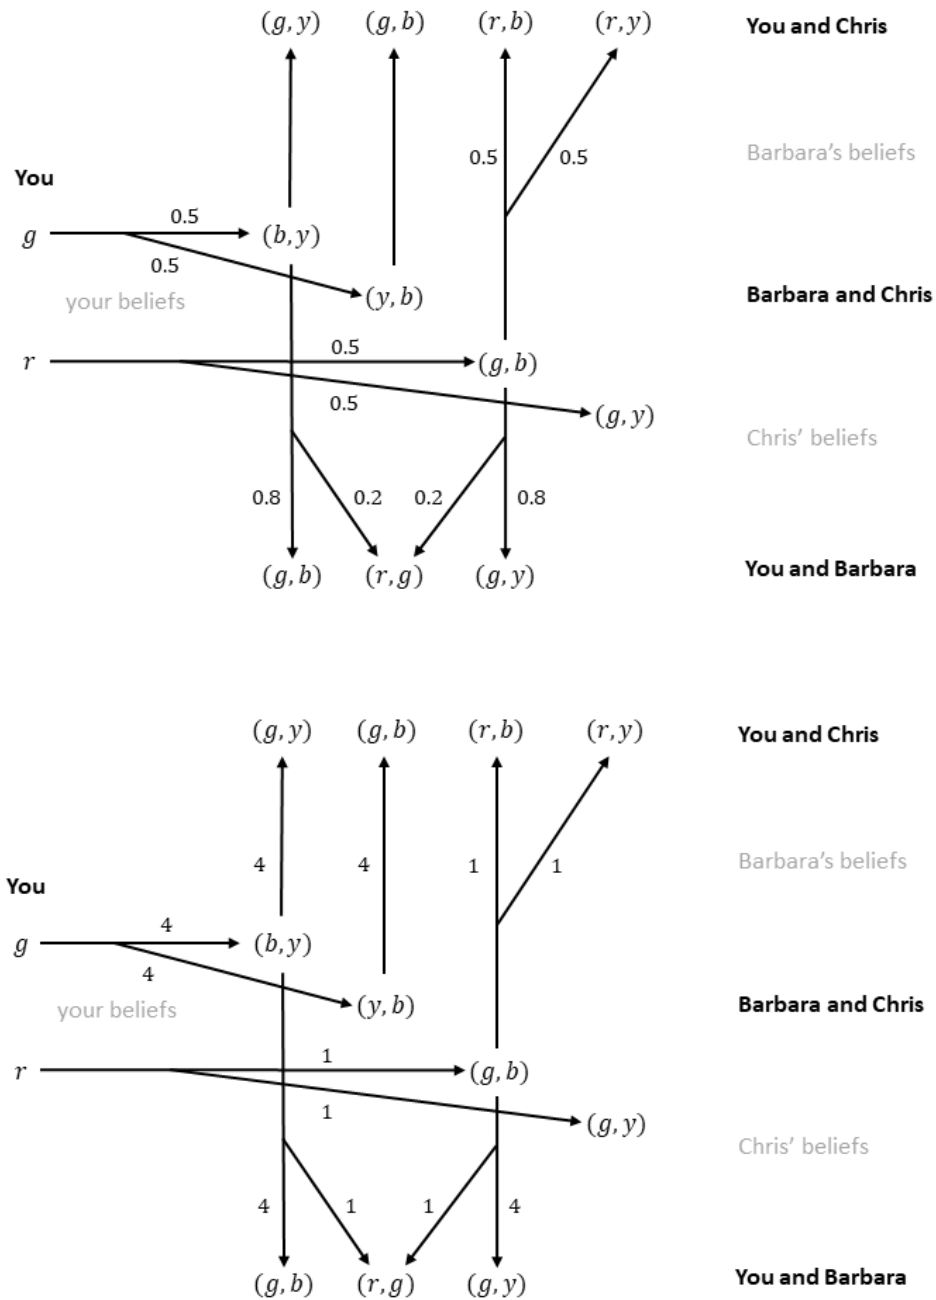 (g, y) (g, b) (r, b) (r, y) You and Chris
0.5 0.5 Barbara's beliefs
You
0.5
g (b, y)
0.5
your beliefs (y, b) Barbara and Chris
0.5
r (g, b)
0.5 (g, y)
Chris' beliefs
0.8 0.2 0.2 0.8
(g, b) (r, g) (g, y) You and Barbara
(g, y) (g, b) (r, b) (r, y) You and Chris
4 4 1 1 Barbara's beliefs
You
4
g (b, y)
4
your beliefs (y, b) Barbara and Chris
1
r (g, b)
1 (g, y)
Chris' beliefs
4 1 1 4
(g, b) (r, g) (g, y) You and Barbara